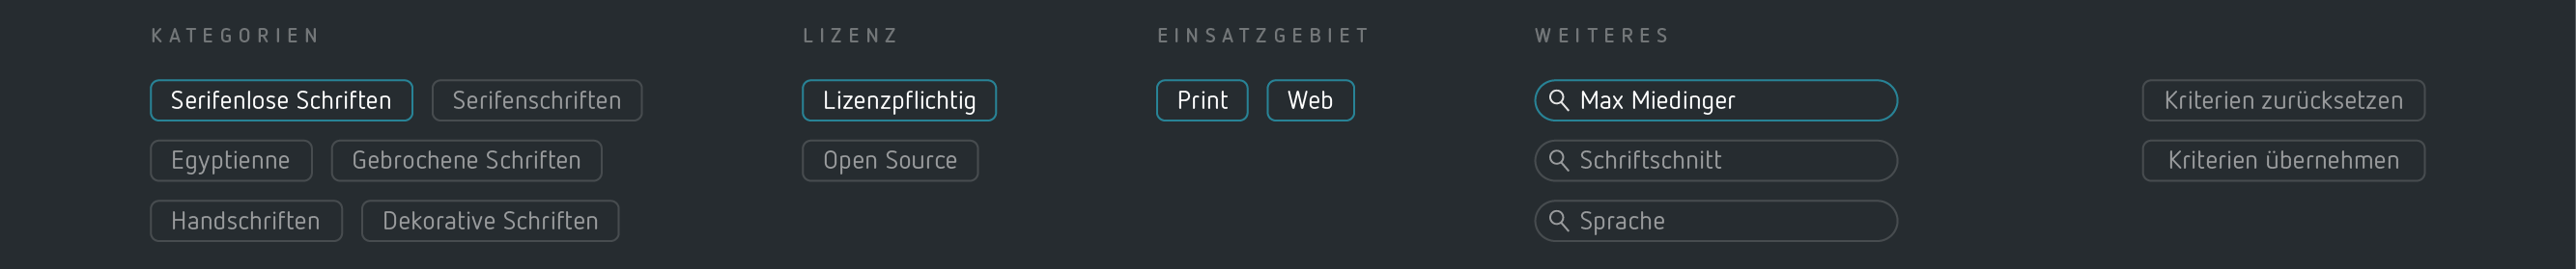 KATEGORIEN
Serifenlose Schriften Serifenschriften
Egyptienne Gebrochene Schriften
Handschriften Dekorative Schriften
LIZENZ
Lizenzpflichtig
Open Source
EINSATZGEBIET
Print Web
WEITERES
Max Miedinger
Schriftschnitt
Sprache
Kriterien zurücksetzen
Kriterien übernehmen